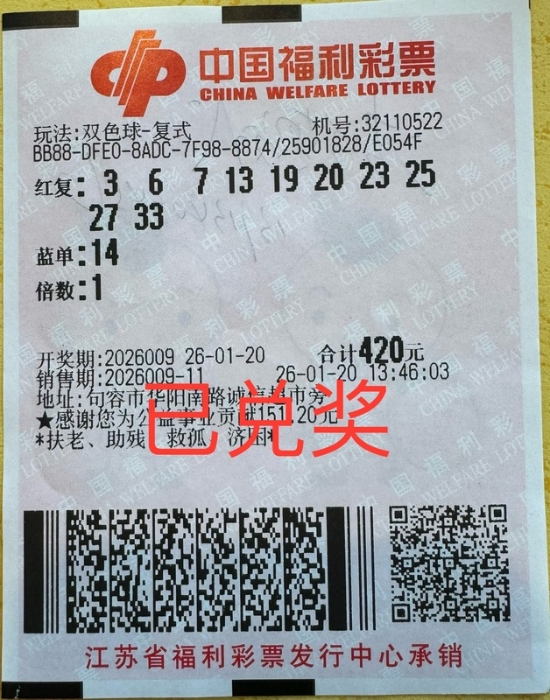 中国福利彩票
CHINA WELFARE LOTTERY
玩法:双色球-复式 机号:32110522
BB88-DFE0-8ADC-7F98-8874/25901828/E054F
红复: 3 6 7 13 19 20 23 25
27 33
蓝单:14
倍数:1
开奖期:2026009 26-01-20 合计420元
销售期:2026009-11 26-01-20 13:46:03
地址:句容市华阳南路诚信超市旁
★感谢您为公益事业贡献151.20元
*扶老、助残、救孤、济困*
已兑奖
江苏省福利彩票发行中心承销